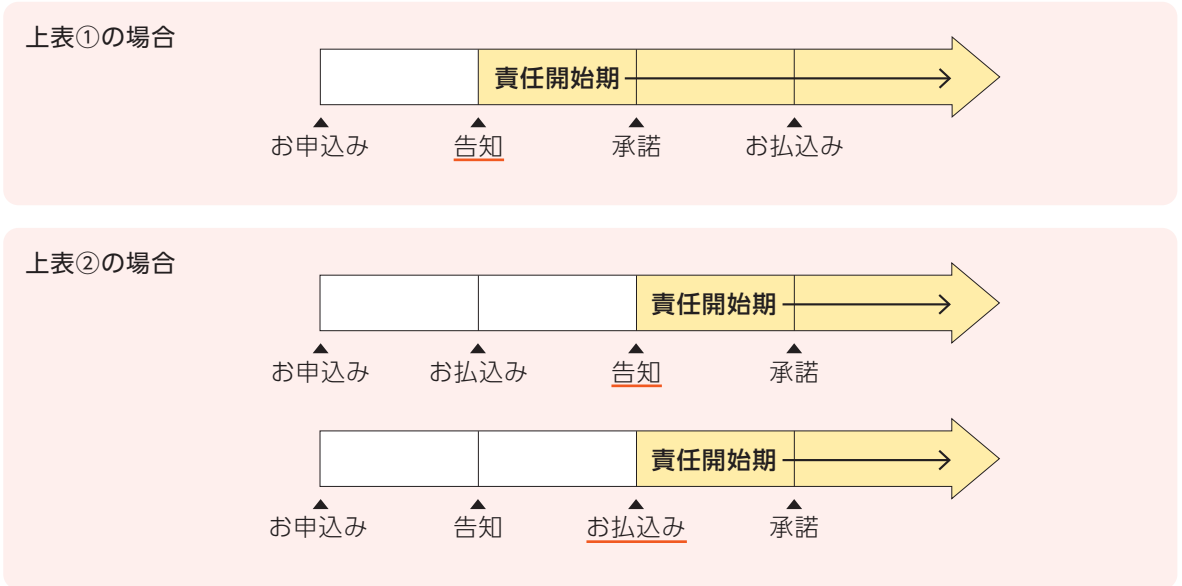 上表①の場合
責任開始期
お申込み 告知 承諾 お払込み
上表②の場合
責任開始期
お申込み お払込み 告知 承諾
責任開始期
お申込み 告知 お払込み 承諾